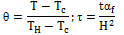 θ = (T − T_c)/(T_H − T_c) ; τ = tα_f/H²